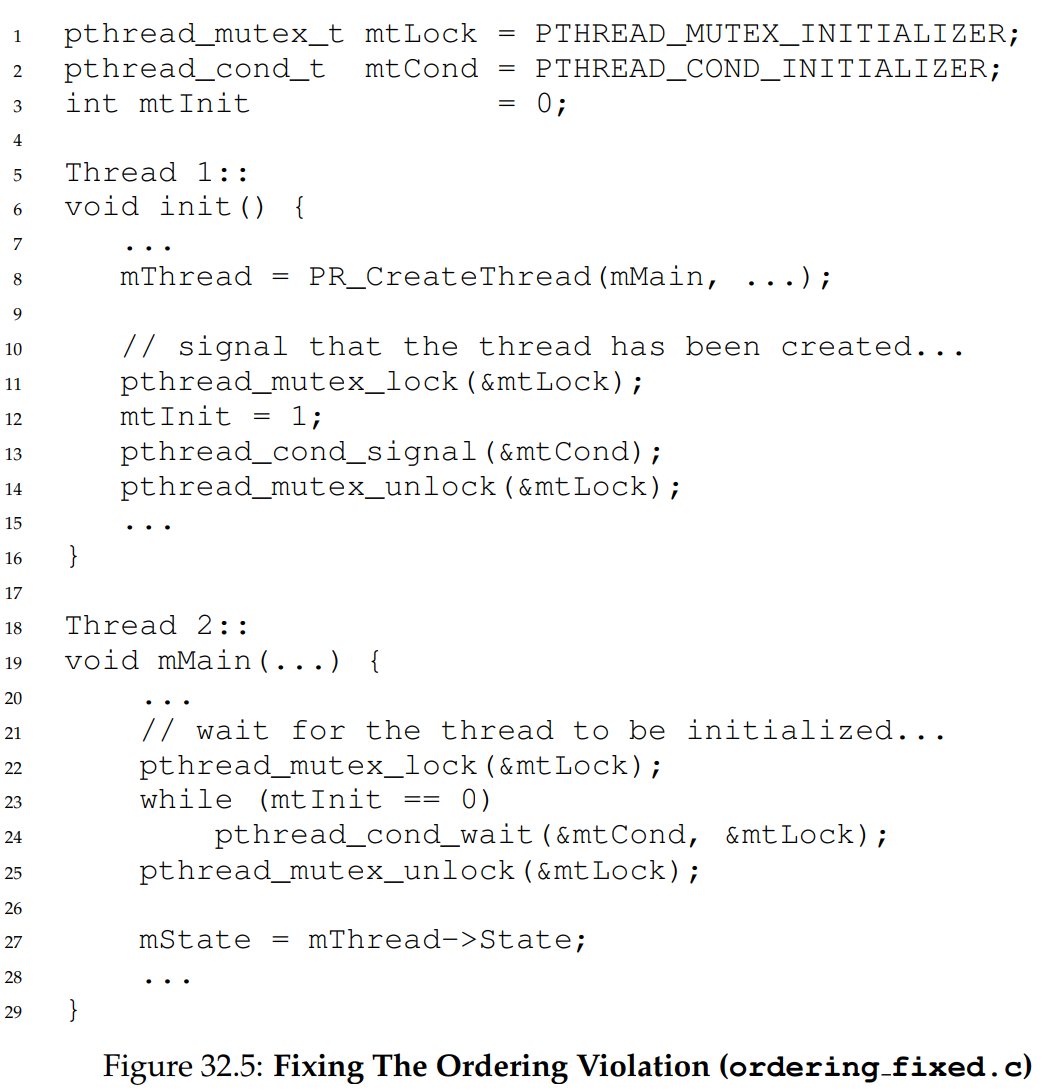 1 pthread_mutex_t mtLock = PTHREAD_MUTEX_INITIALIZER;
2 pthread_cond_t  mtCond = PTHREAD_COND_INITIALIZER;
3 int mtInit            = 0;
4
5 Thread 1::
6 void init() {
7    ...
8    mThread = PR_CreateThread(mMain, ...);
9
10    // signal that the thread has been created...
11    pthread_mutex_lock(&mtLock);
12    mtInit = 1;
13    pthread_cond_signal(&mtCond);
14    pthread_mutex_unlock(&mtLock);
15    ...
16 }
17
18 Thread 2::
19 void mMain(...) {
20     ...
21     // wait for the thread to be initialized...
22     pthread_mutex_lock(&mtLock);
23     while (mtInit == 0)
24         pthread_cond_wait(&mtCond, &mtLock);
25     pthread_mutex_unlock(&mtLock);
26
27     mState = mThread->State;
28     ...
29 }
Figure 32.5: Fixing The Ordering Violation (ordering_fixed.c)